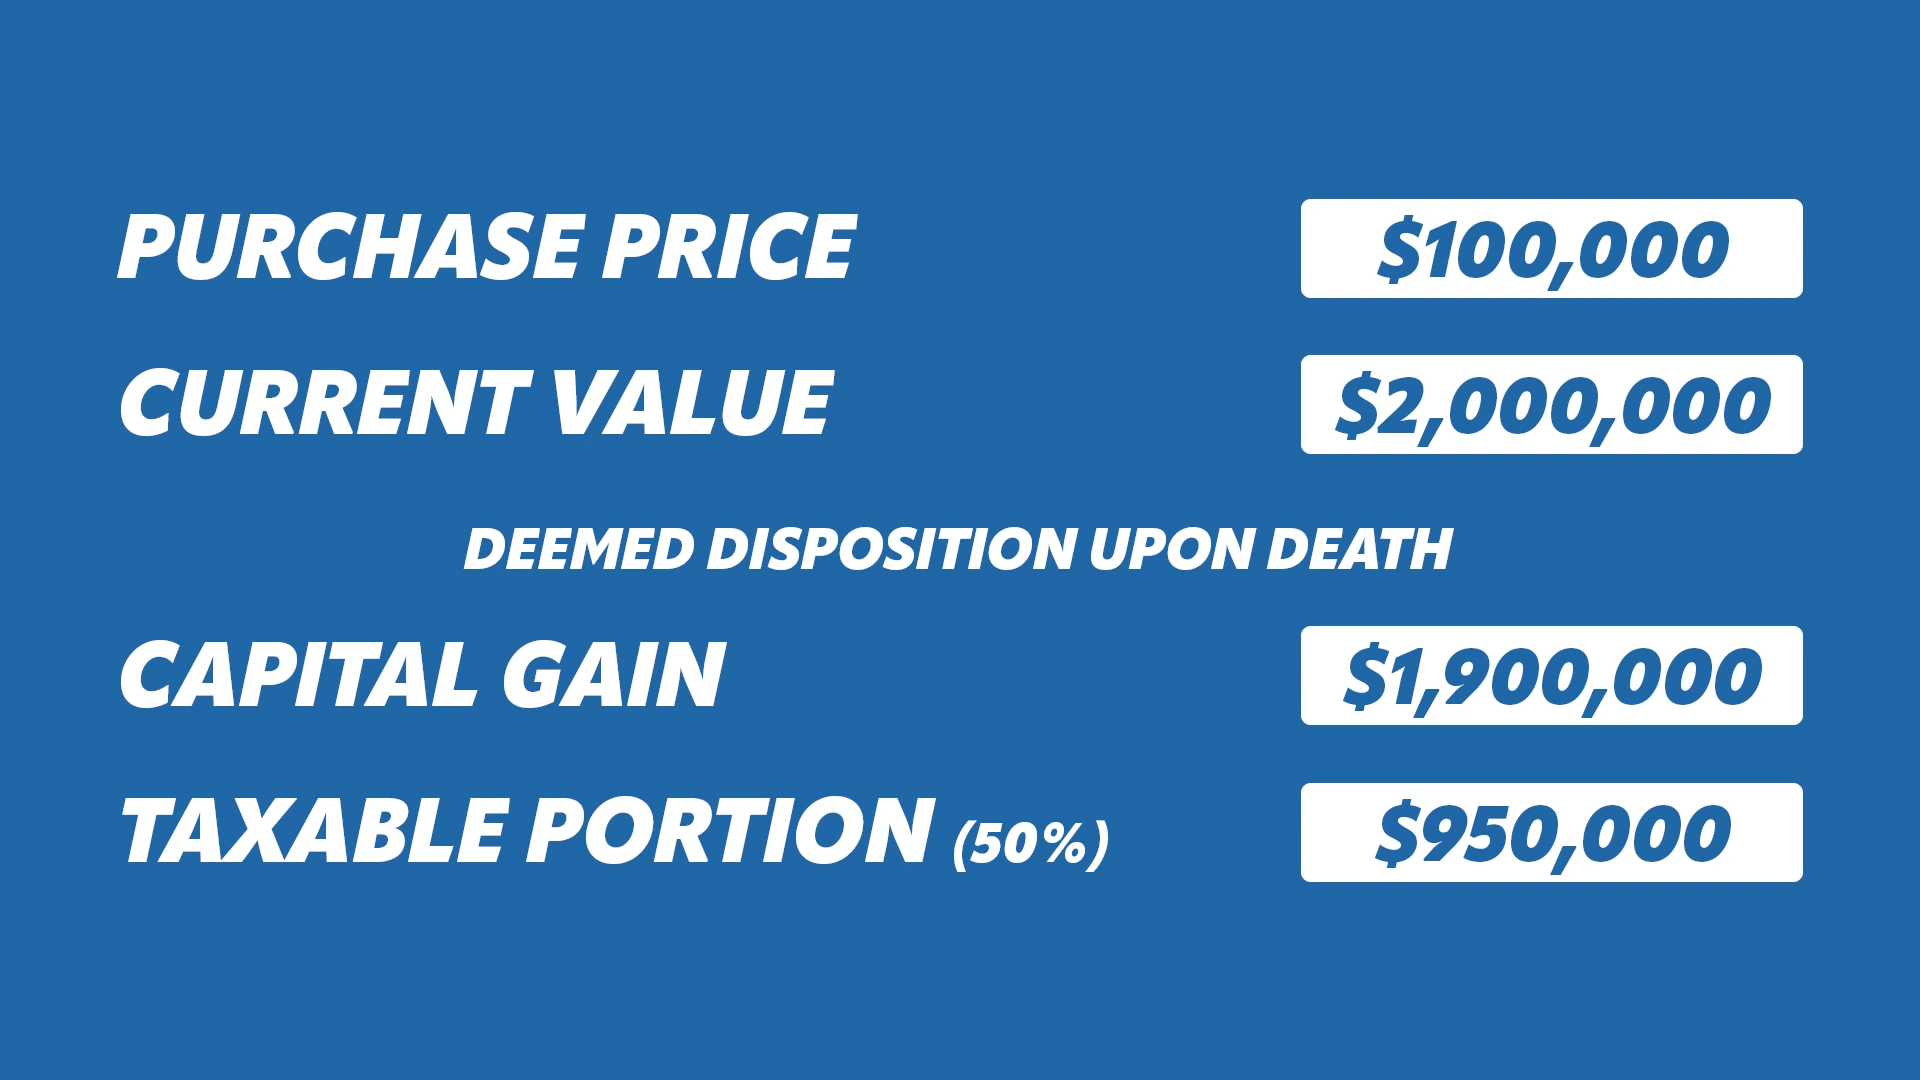 PURCHASE PRICE $100,000
CURRENT VALUE $2,000,000
DEEMED DISPOSITION UPON DEATH
CAPITAL GAIN $1,900,000
TAXABLE PORTION (50%) $950,000